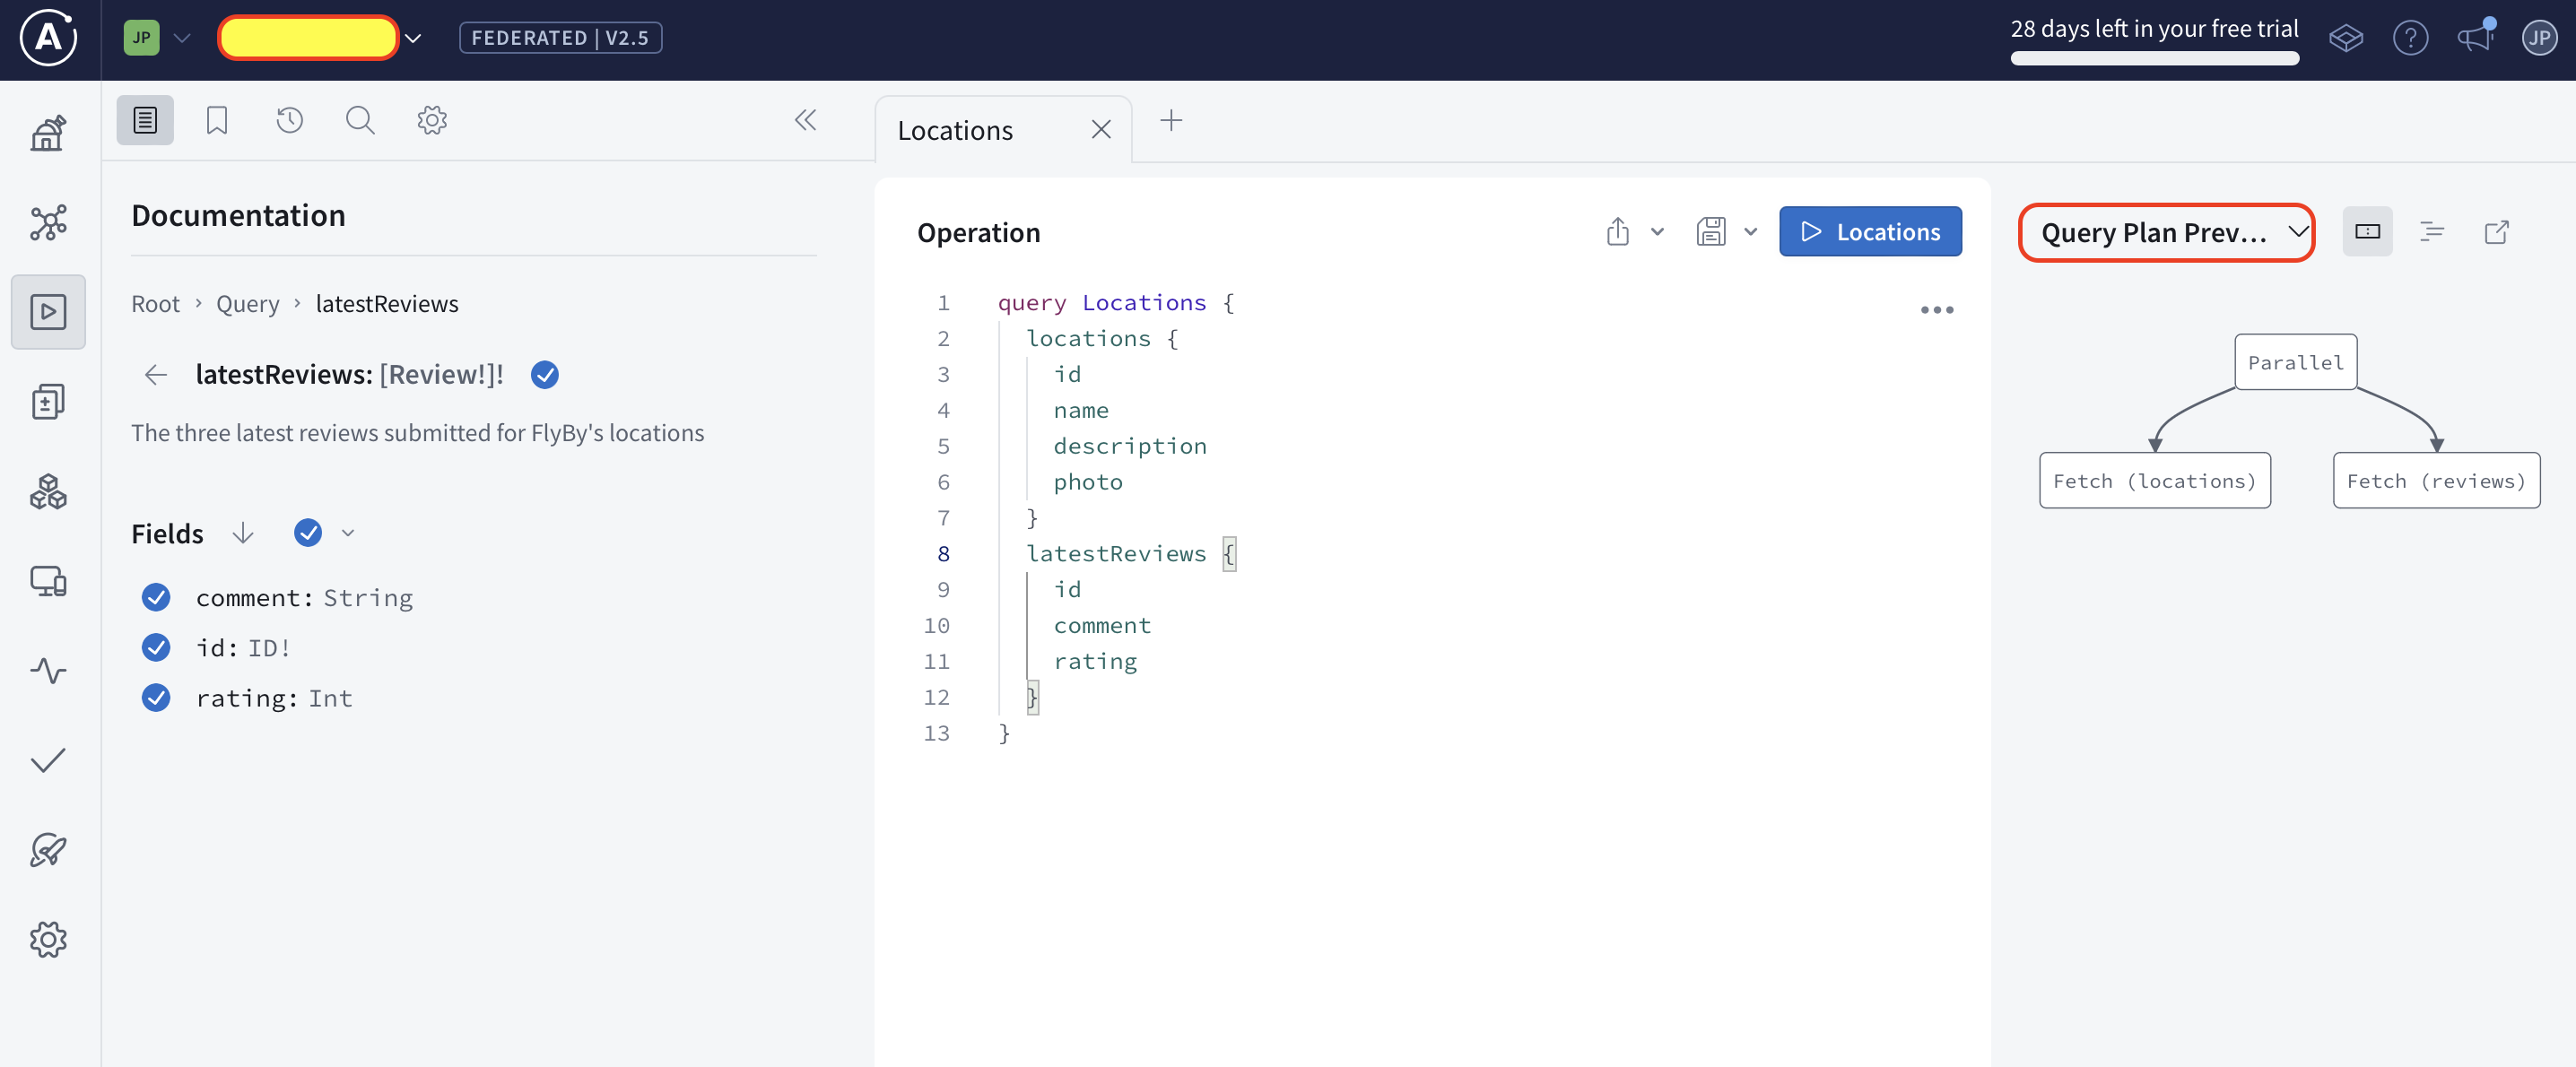 JP
FEDERATED | V2.5
28 days left in your free trial
JP
Locations
Documentation
Root › Query › latestReviews
latestReviews: [Review!]!
The three latest reviews submitted for FlyBy's locations
Fields
comment: String
id: ID!
rating: Int
Operation
Locations
1 query Locations {
2 locations {
3 id
4 name
5 description
6 photo
7 }
8 latestReviews {
9 id
10 comment
11 rating
12 }
13 }
Query Plan Prev...
Parallel
Fetch (locations)
Fetch (reviews)